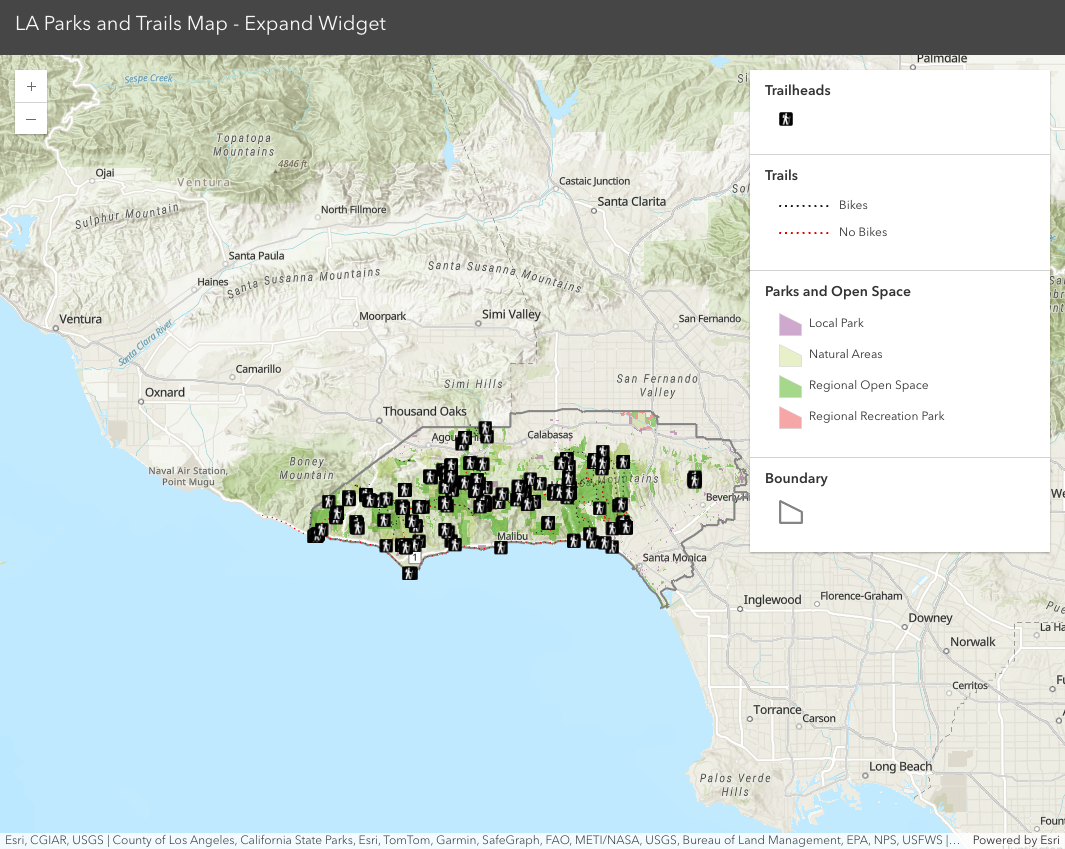 LA Parks and Trails Map - Expand Widget
+
−
Sespe Creek
Palmdale
Topatopa
Mountains
4846 ft
Ojai
Ventura
Sulphur Mountain
North Fillmore
Castaic Junction
Santa Clarita
Santa Paula
Haines
Santa Susanna Mountains
Santa Susanna Mountains
Ventura
Santa Clara River
Moorpark
Simi Valley
San Fernando
Camarillo
Oxnard
Simi Hills
San Fernando
Valley
Thousand Oaks
Calabasas
Boney
Mountain
Naval Air Station,
Point Mugu
Malibu
1
Santa Monica
Inglewood
Florence-Graham
Downey
Norwalk
La Ha
Cerritos
Torrance
Carson
Long Beach
Palos Verde
Hills
Trailheads
Trails
Bikes
No Bikes
Parks and Open Space
Local Park
Natural Areas
Regional Open Space
Regional Recreation Park
Boundary
Esri, CGIAR, USGS | County of Los Angeles, California State Parks, Esri, TomTom, Garmin, SafeGraph, FAO, METI/NASA, USGS, Bureau of Land Management, EPA, NPS, USFWS |...
Powered by Esri